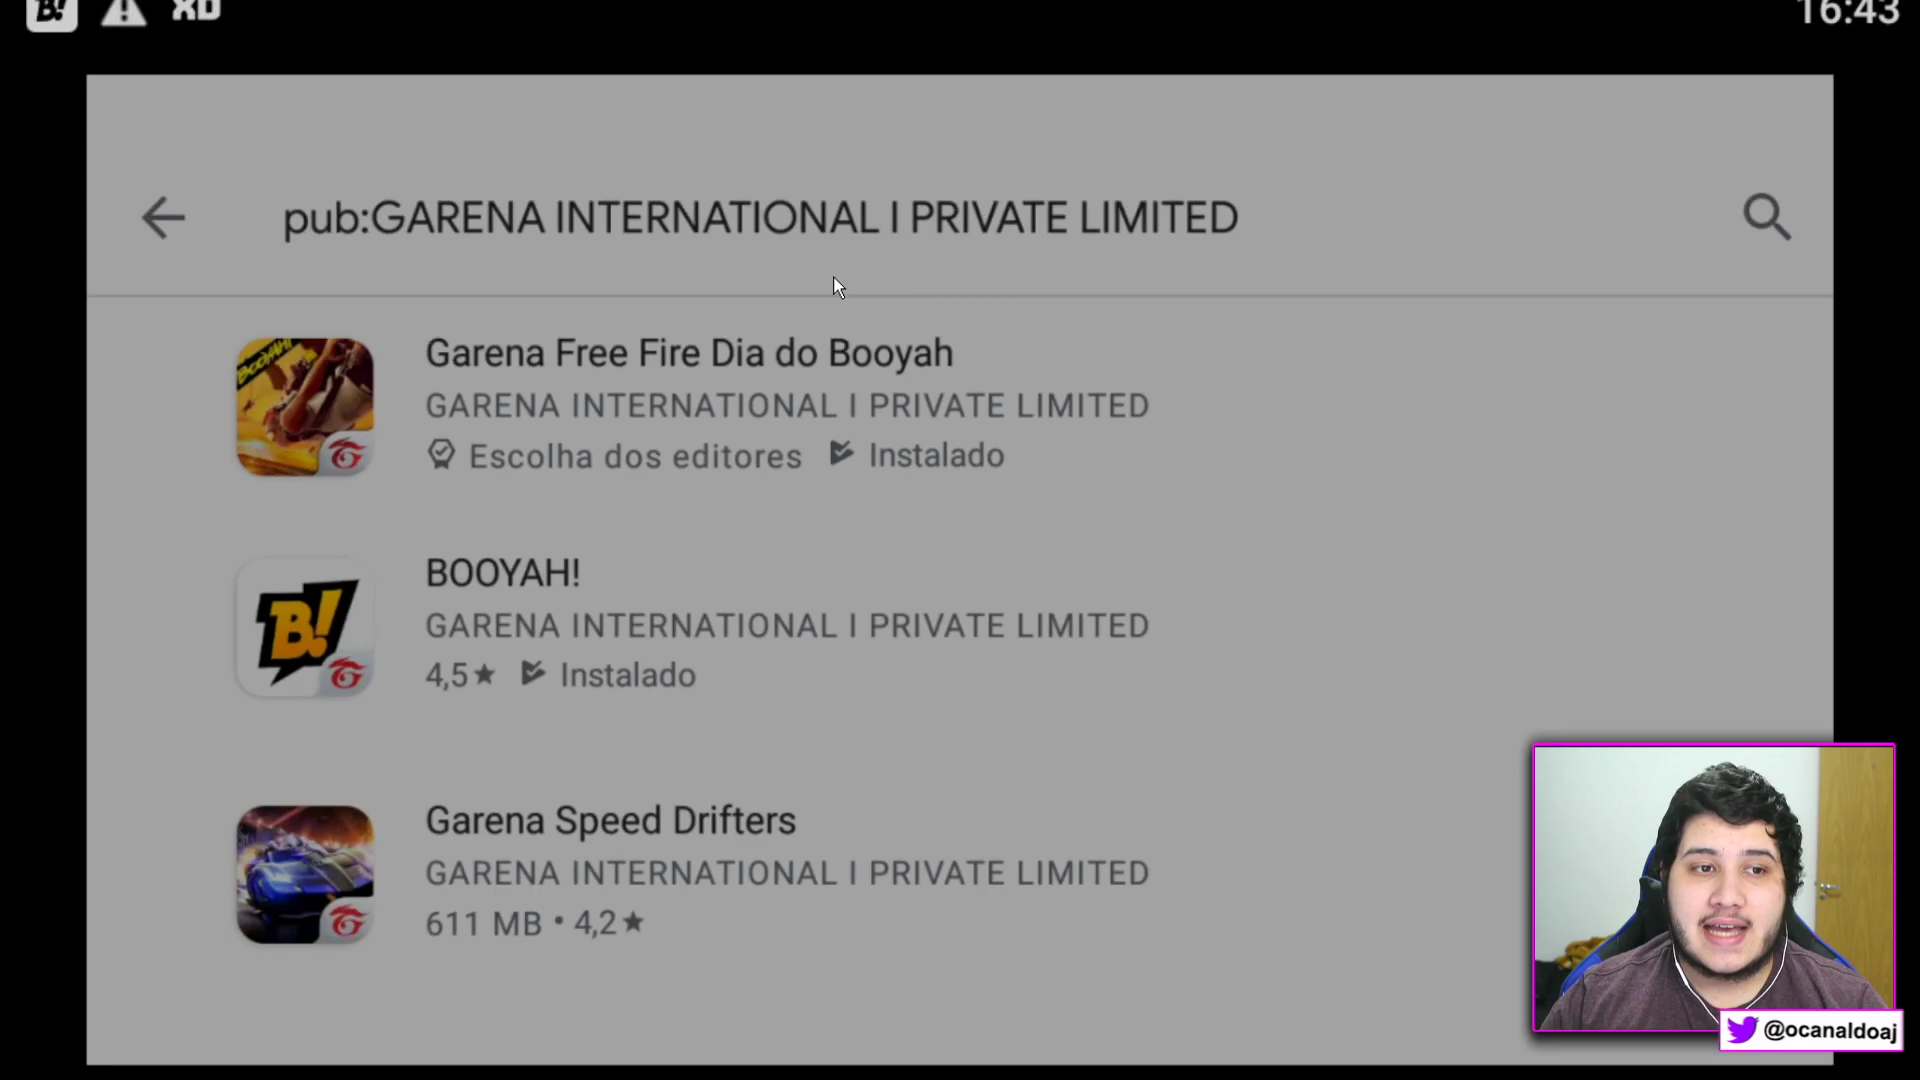 B!
XD
16:43
pub:GARENA INTERNATIONAL I PRIVATE LIMITED
BOOYAH!
Garena Free Fire Dia do Booyah
GARENA INTERNATIONAL I PRIVATE LIMITED
Escolha dos editores Instalado
B!
BOOYAH!
GARENA INTERNATIONAL I PRIVATE LIMITED
4,5★ Instalado
Garena Speed Drifters
GARENA INTERNATIONAL I PRIVATE LIMITED
611 MB • 4,2★
@ocanaldoaj